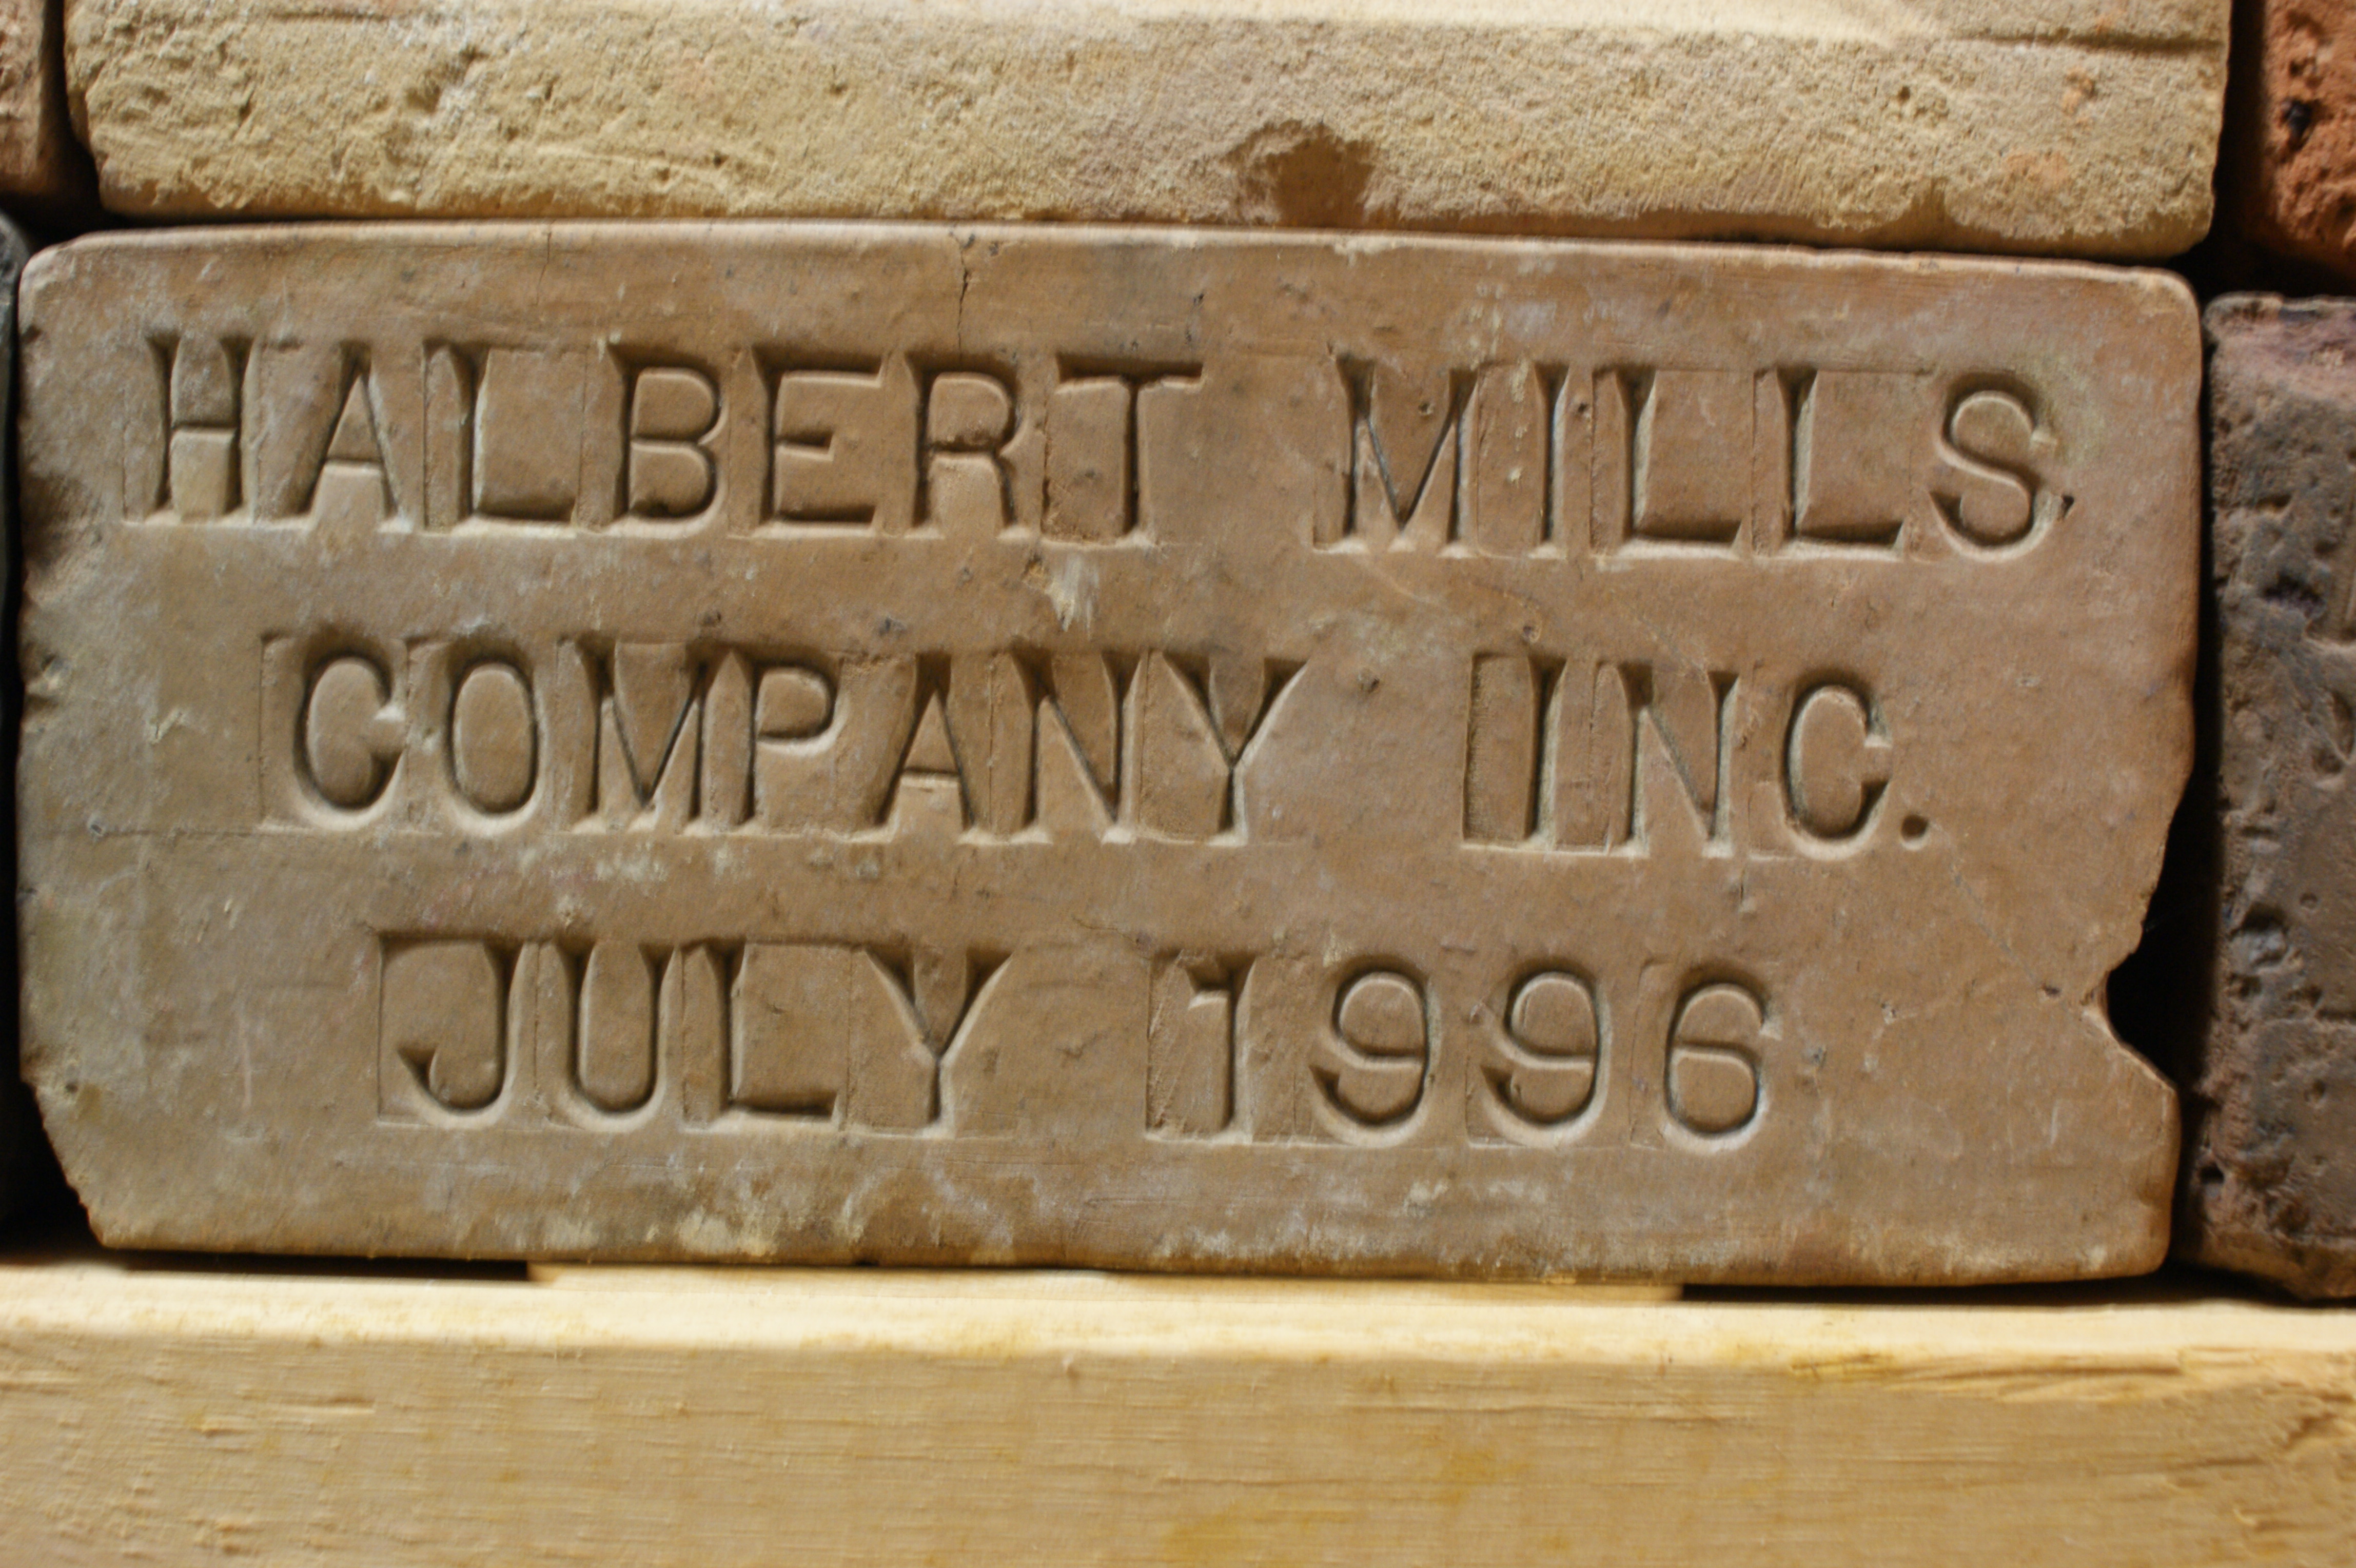 HALBERT MILLS
COMPANY INC.
JULY 1996